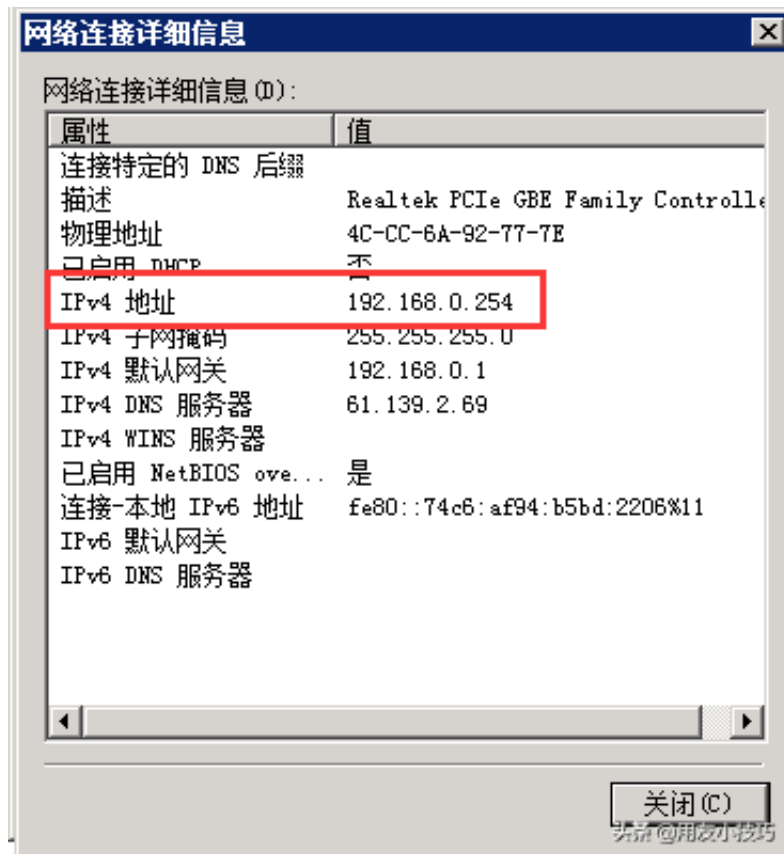 网络连接详细信息
网络连接详细信息(D):
属性 值
连接特定的 DNS 后缀
描述 Realtek PCIe GBE Family Controlle
物理地址 4C-CC-6A-92-77-7E
已启用 DHCP 否
IPv4 地址 192.168.0.254
IPv4 子网掩码 255.255.255.0
IPv4 默认网关 192.168.0.1
IPv4 DNS 服务器 61.139.2.69
IPv4 WINS 服务器
已启用 NetBIOS ove... 是
连接-本地 IPv6 地址 fe80::74c6:af94:b5bd:2206%11
IPv6 默认网关
IPv6 DNS 服务器
关闭(C)
头条 @用友小技巧